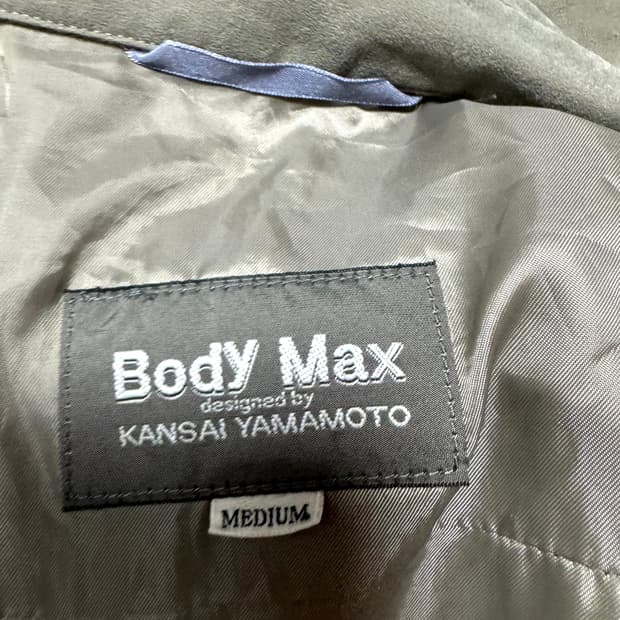 Body Max
designed by
KANSAI YAMAMOTO
MEDIUM